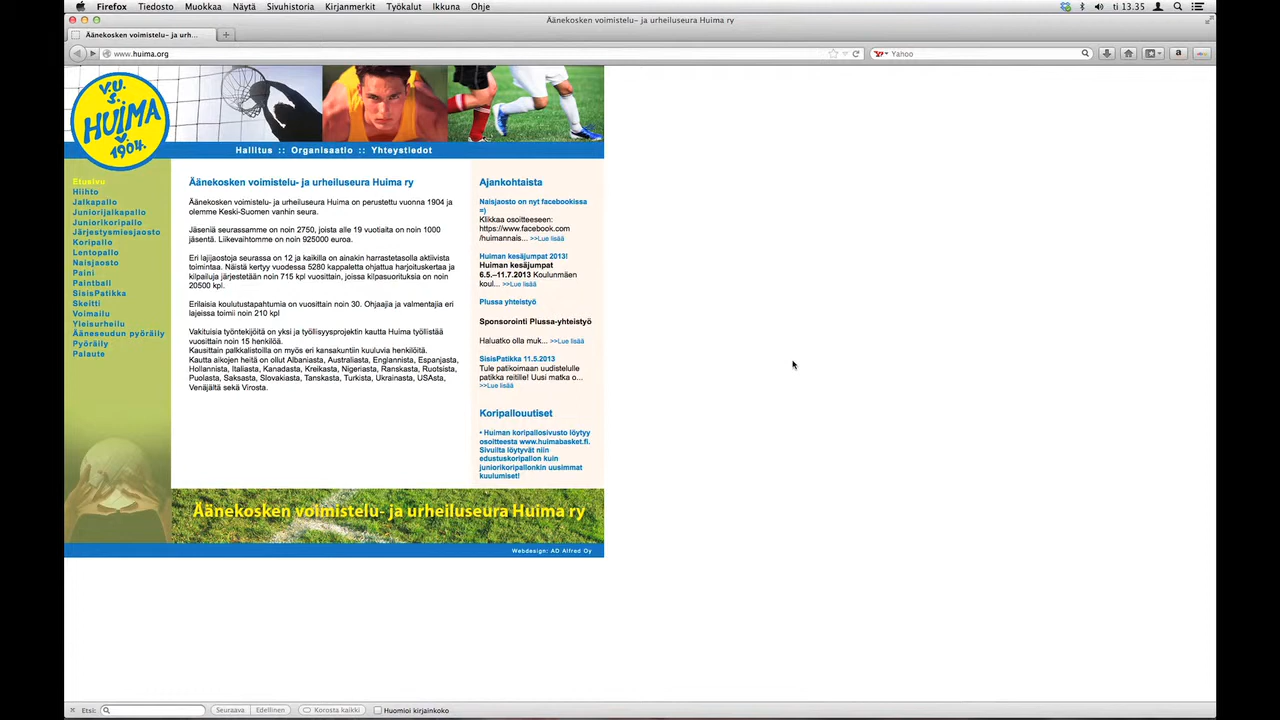 Firefox Tiedosto Muokkaa Näytä Sivuhistoria Kirjanmerkit Työkalut Ikkuna Ohje
ti 13.35
Äänekosken voimistelu- ja urheiluseura Huima ry
Äänekosken voimistelu- ja urh...
www.huima.org
Yahoo
V.U.
S.
HUIMA
1904.
Hallitus :: Organisaatio :: Yhteystiedot
Etusivu
Hiihto
Jalkapallo
Juniorijalkapallo
Juniorikoripallo
Järjestysmiesjaosto
Koripallo
Lentopallo
Naisjaosto
Paini
Paintball
SisisPatikka
Skeitti
Voimailu
Yleisurheilu
Ääneseudun pyöräily
Pyöräily
Palaute
Äänekosken voimistelu- ja urheiluseura Huima ry
Äänekosken voimistelu- ja urheiluseura Huima on perustettu vuonna 1904 ja
olemme Keski-Suomen vanhin seura.
Jäseniä seurassamme on noin 2750, joista alle 19 vuotiaita on noin 1000
jäsentä. Liikevaihtomme on noin 925000 euroa.
Eri lajijaostoja seurassa on 12 ja kaikilla on ainakin harrastetasolla aktiivista
toimintaa. Näistä kertyy vuodessa 5280 kappaletta ohjattua harjoituskertaa ja
kilpailuja järjestetään noin 715 kpl vuosittain, joissa kilpasuorituksia on noin
20500 kpl.
Erilaisia koulutustapahtumia on vuosittain noin 30. Ohjaajia ja valmentajia eri
lajeissa toimii noin 210 kpl
Vakituisia työntekijöitä on yksi ja työllisyysprojektin kautta Huima työllistää
vuosittain noin 15 henkilöä.
Kausittain palkkalistoilla on myös eri kansakuntiin kuuluvia henkilöitä.
Kautta aikojen heitä on ollut Albaniasta, Australiasta, Englannista, Espanjasta,
Hollannista, Italiasta, Kanadasta, Kreikasta, Nigeriasta, Ranskasta, Ruotsista,
Puolasta, Saksasta, Slovakiasta, Tanskasta, Turkista, Ukrainasta, USAsta,
Venäjältä sekä Virosta.
Ajankohtaista
Naisjaosto on nyt facebookissa
=)
Klikkaa osoitteeseen:
https://www.facebook.com
/huimannais... >>Lue lisää
Huiman kesäjumpat 2013!
Huiman kesäjumpat
6.5.–11.7.2013 Koulunmäen
koul... >>Lue lisää
Plussa yhteistyö
Sponsorointi Plussa-yhteistyö
Haluatko olla muk... >>Lue lisää
SisisPatikka 11.5.2013
Tule patikoimaan uudistelulle
patikka reitille! Uusi matka o...
>>Lue lisää
Koripallouutiset
• Huiman koripallosivusto löytyy
osoitteesta www.huimabasket.fi.
Sivuilta löytyvät niin
edustuskoripallon kuin
juniorikoripallonkin uusimmat
kuulumiset!
Äänekosken voimistelu- ja urheiluseura Huima ry
Webdesign: AD Alfred Oy
Etsi: Seuraava Edellinen Korosta kaikki Huomioi kirjainkoko